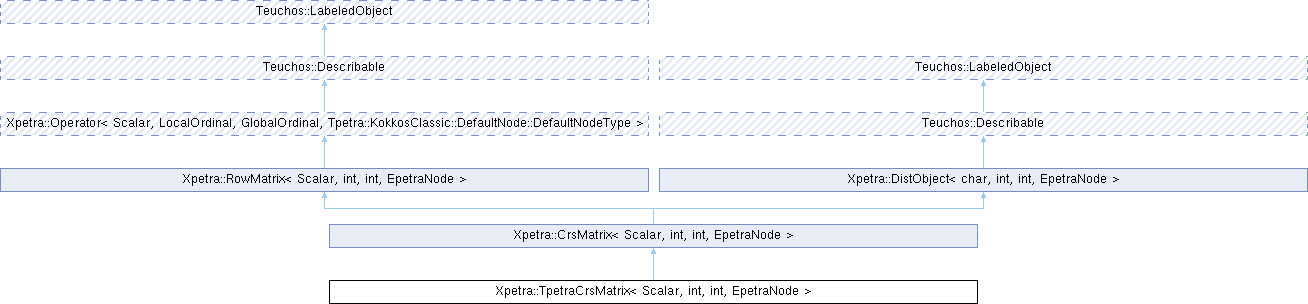 Teuchos::LabeledObject
Teuchos::Describable
Teuchos::LabeledObject
Xpetra::Operator< Scalar, LocalOrdinal, GlobalOrdinal, Tpetra::KokkosClassic::DefaultNode::DefaultNodeType >
Teuchos::Describable
Xpetra::RowMatrix< Scalar, int, int, EpetraNode >
Xpetra::DistObject< char, int, int, EpetraNode >
Xpetra::CrsMatrix< Scalar, int, int, EpetraNode >
Xpetra::TpetraCrsMatrix< Scalar, int, int, EpetraNode >